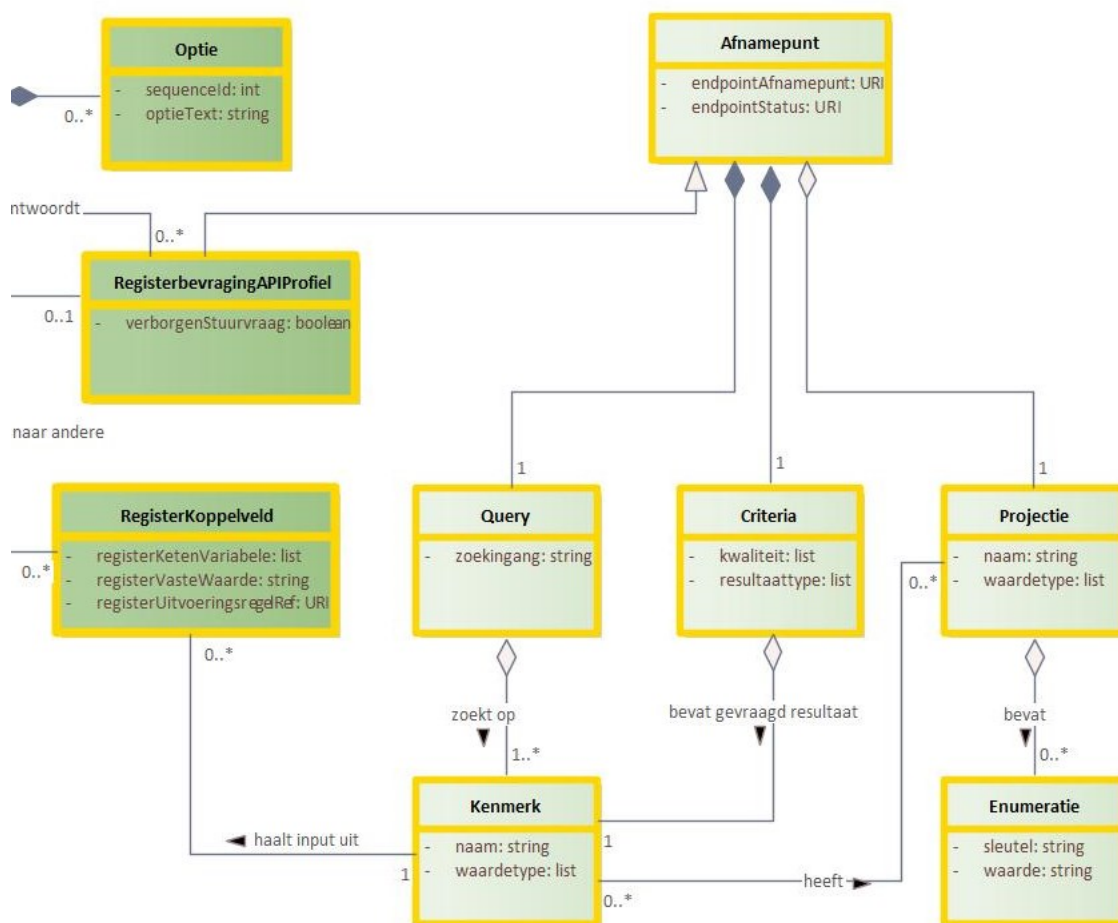 Optie
- sequenceId: int
- optieText: string
0..*
Afnamepunt
- endpointAfnamepunt: URI
- endpointStatus: URI
ntwoordt
0..*
RegisterbevragingAPIProfiel
- verborgenStuurvraag: boolean
0..1
naar andere
1
1
1
RegisterKoppelveld
- registerKetenVariabele: list
- registerVasteWaarde: string
- registerUitvoeringsregelRef: URI
0..*
0..*
Query
- zoekingang: string
Criteria
- kwaliteit: list
- resultaattype: list
Projectie
- naam: string
- waardetype: list
0..*
zoekt op
1..*
bevat gevraagd resultaat
bevat
0..*
Kenmerk
- naam: string
- waardetype: list
haalt input uit
1
1
0..*
heeft
Enumeratie
- sleutel: string
- waarde: string